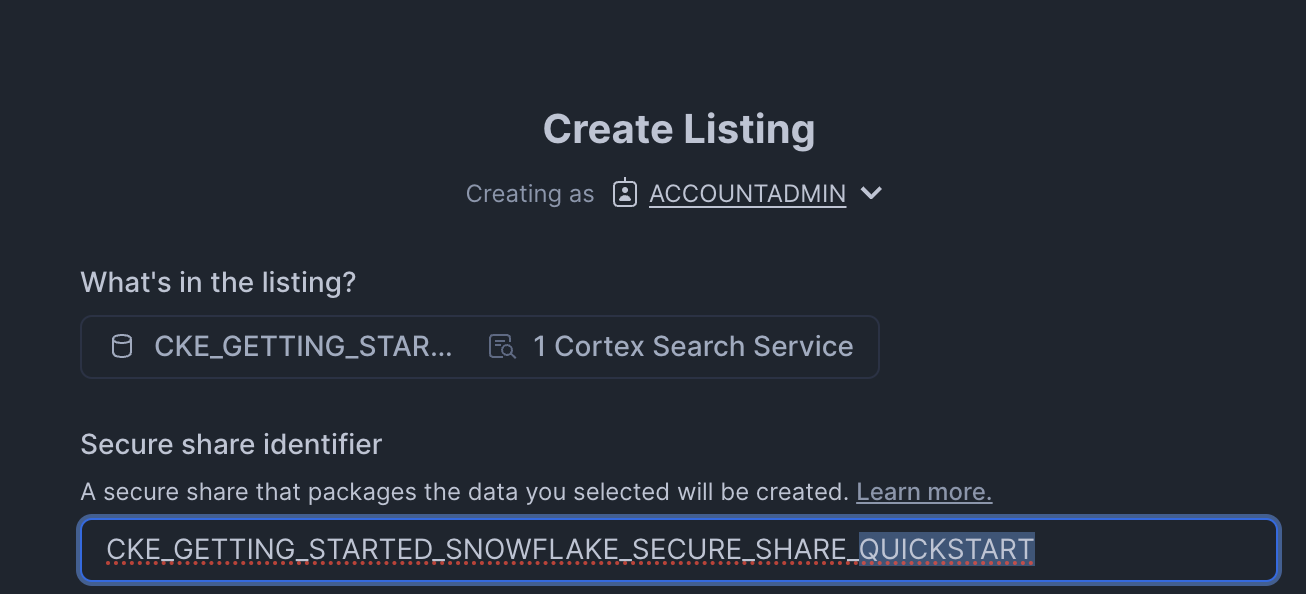 Create Listing
Creating as ACCOUNTADMIN
What's in the listing?
CKE_GETTING_STAR... 1 Cortex Search Service
Secure share identifier
A secure share that packages the data you selected will be created. Learn more.
CKE_GETTING_STARTED_SNOWFLAKE_SECURE_SHARE_QUICKSTART